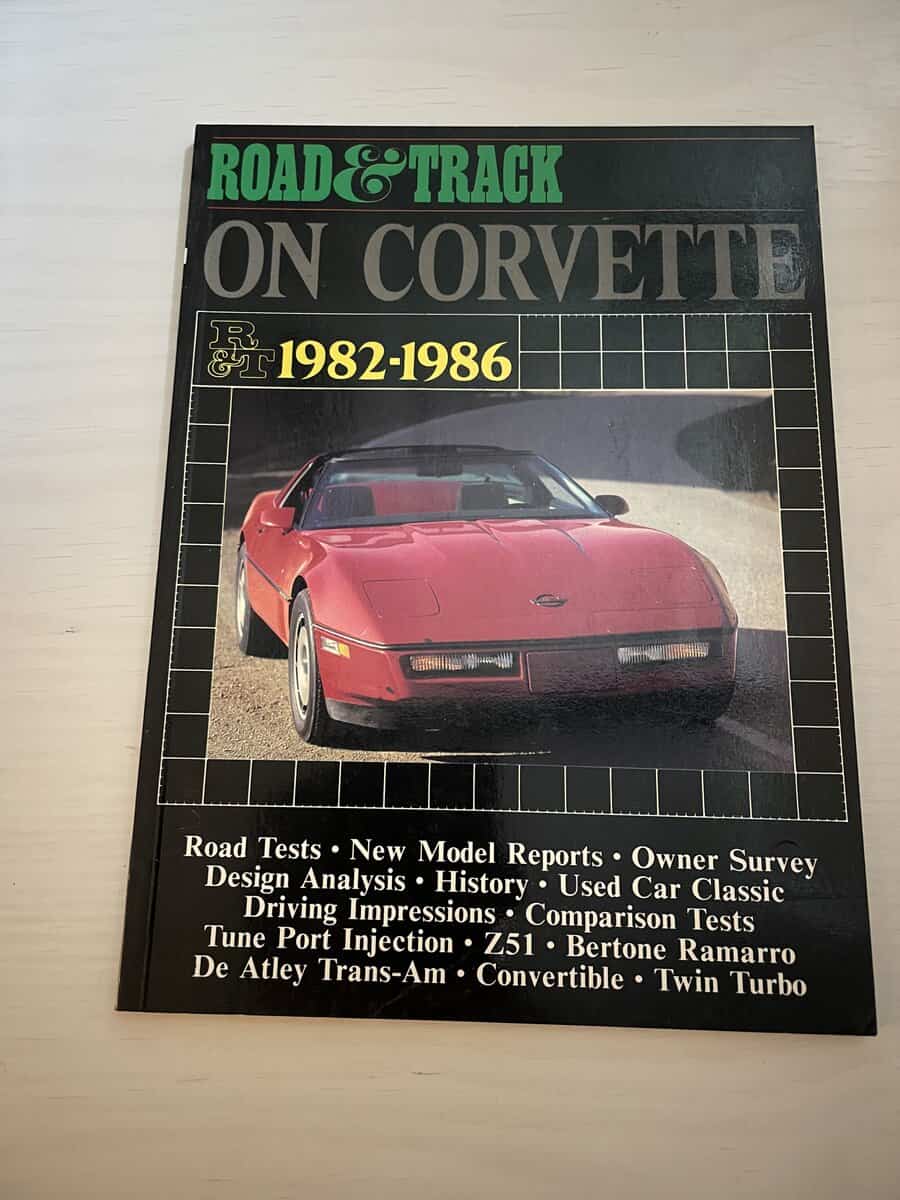 ROAD & TRACK
ON CORVETTE
R&T 1982-1986
Road Tests • New Model Reports • Owner Survey
Design Analysis • History • Used Car Classic
Driving Impressions • Comparison Tests
Tune Port Injection • Z51 • Bertone Ramarro
De Atley Trans-Am • Convertible • Twin Turbo